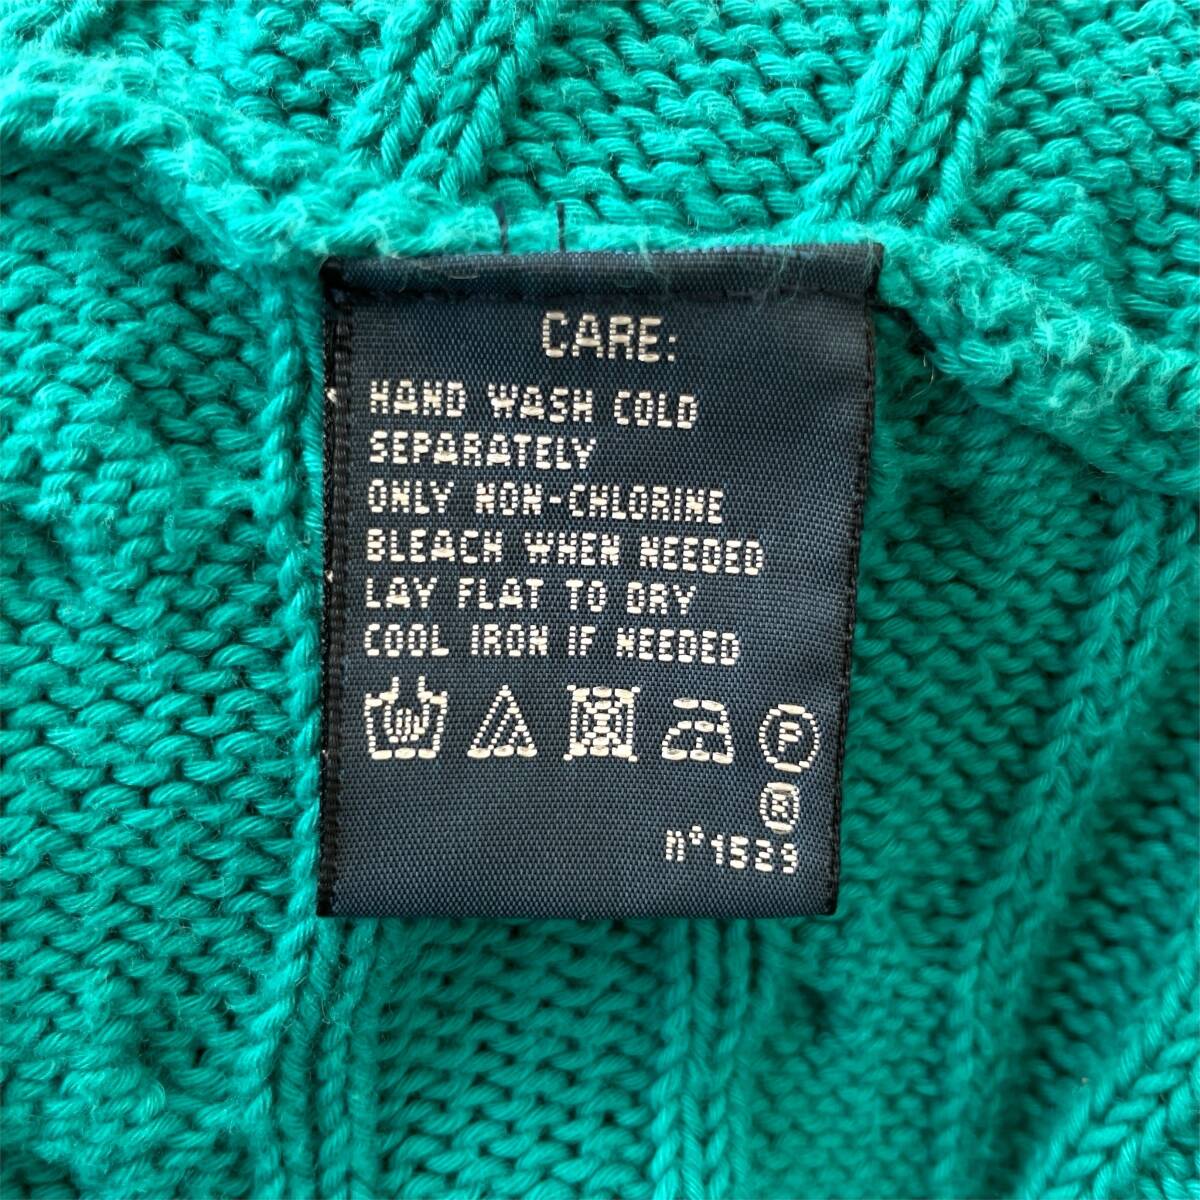 CARE:
HAND WASH COLD
SEPARATELY
ONLY NON-CHLORINE
BLEACH WHEN NEEDED
LAY FLAT TO DRY
COOL IRON IF NEEDED
P
n°1529